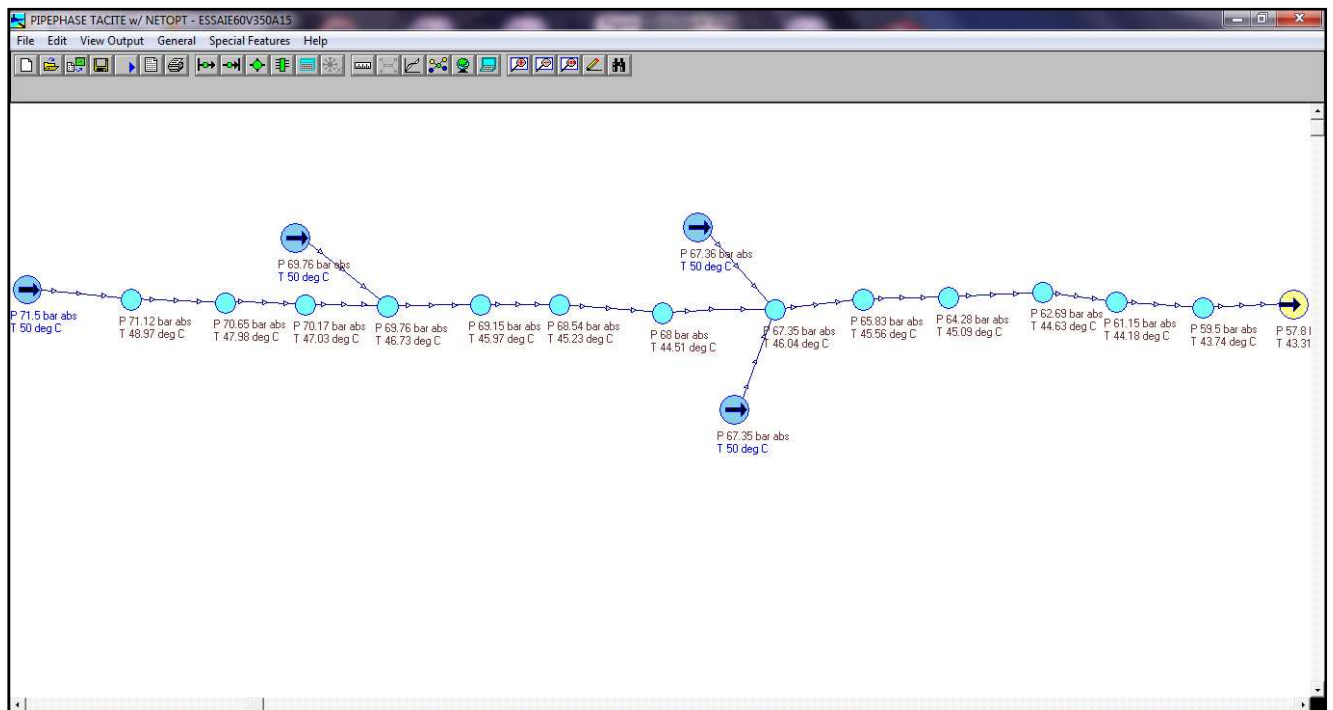 PIPEPHASE TACITE w/ NETOPT - ESSAIE60V350A15
File Edit View Output General Special Features Help
P 69.76 bar abs
T 50 deg C
P 67.36 bar abs
T 50 deg C
P 71.5 bar abs
T 50 deg C
P 71.12 bar abs
T 48.97 deg C
P 70.65 bar abs
T 47.98 deg C
P 70.17 bar abs
T 47.03 deg C
P 69.76 bar abs
T 46.73 deg C
P 69.15 bar abs
T 45.97 deg C
P 68.54 bar abs
T 45.23 deg C
P 68 bar abs
T 44.51 deg C
P 67.35 bar abs
T 46.04 deg C
P 65.83 bar abs
T 45.56 deg C
P 64.28 bar abs
T 45.09 deg C
P 62.69 bar abs
T 44.63 deg C
P 61.15 bar abs
T 44.18 deg C
P 59.5 bar abs
T 43.74 deg C
P 57.8
T 43.31
P 67.35 bar abs
T 50 deg C